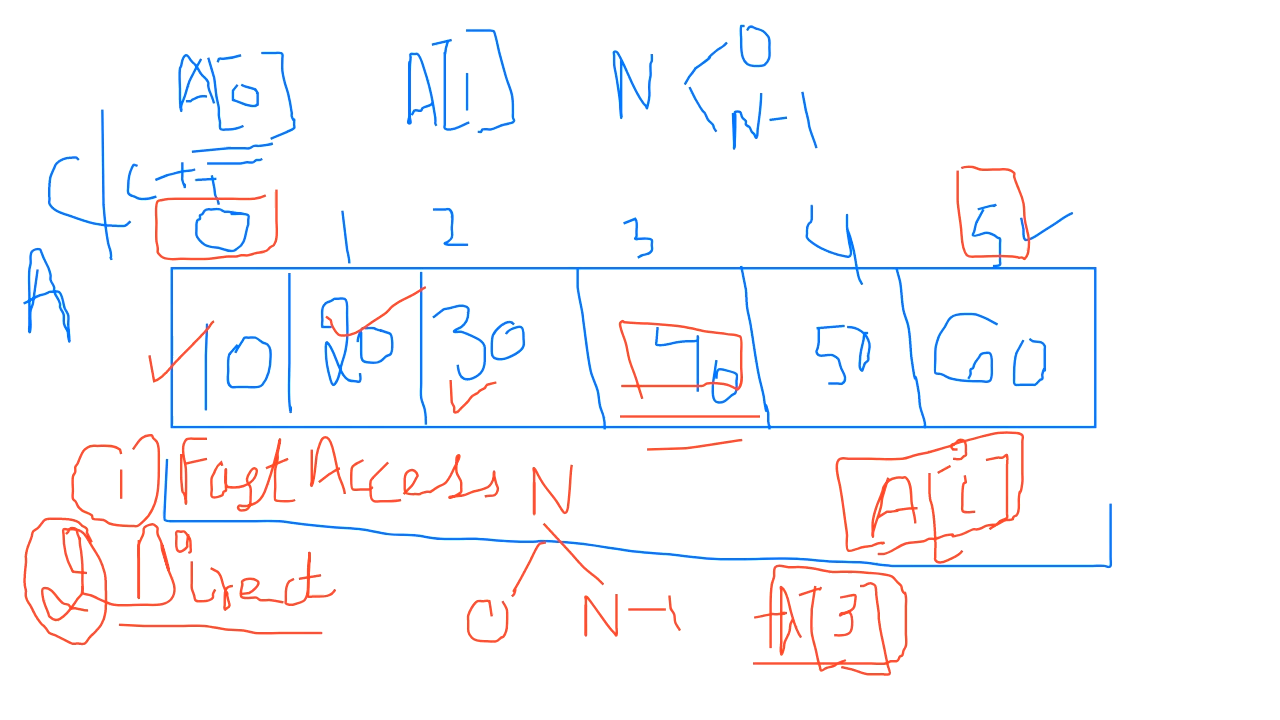 A[0] A[1] N 0
N-1
C C++
0 1 2 3 4 5
A
10 20 30 40 50 60
1 Fast Access N A[i]
2 Direct
0 N-1 A[3]